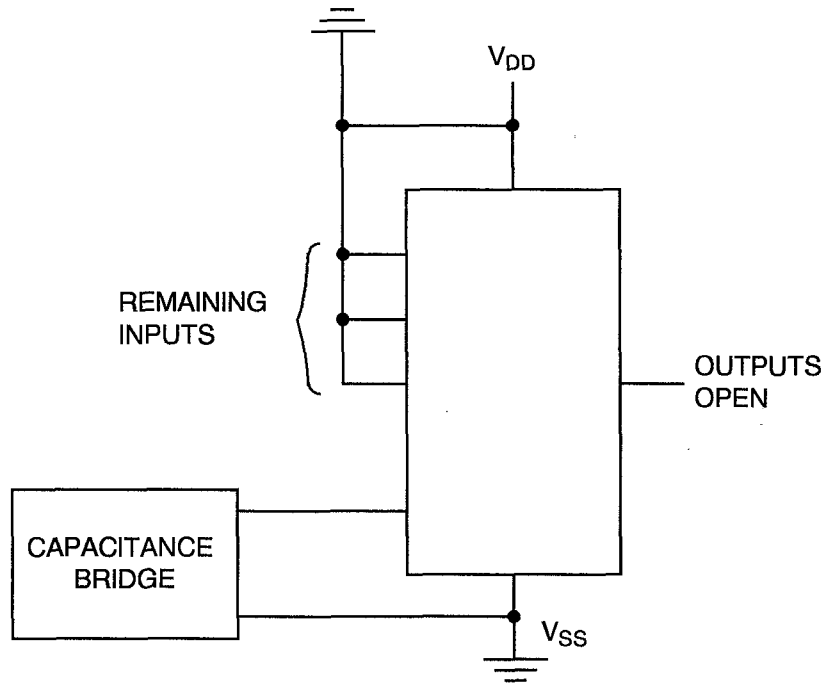 VDD
REMAINING
INPUTS
OUTPUTS
OPEN
CAPACITANCE
BRIDGE
VSS